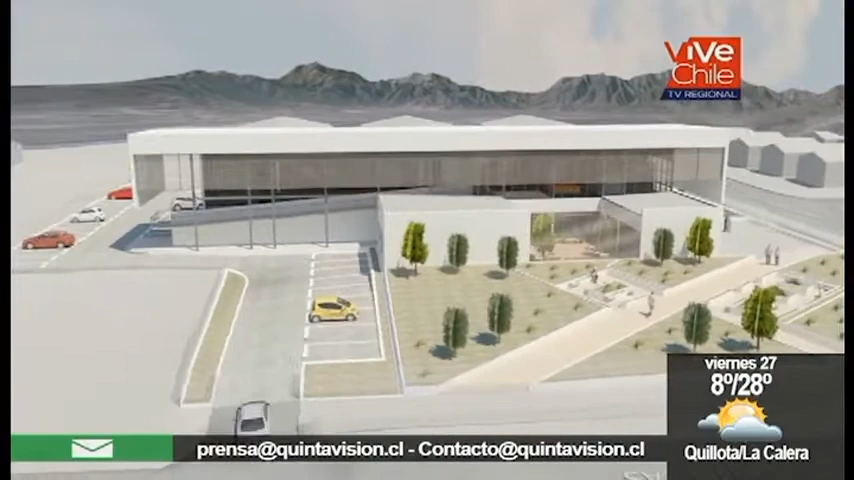 ViVe
Chile
TV REGIONAL
viernes 27
8º/28º
Quillota/La Calera
prensa@quintavision.cl - Contacto@quintavision.cl